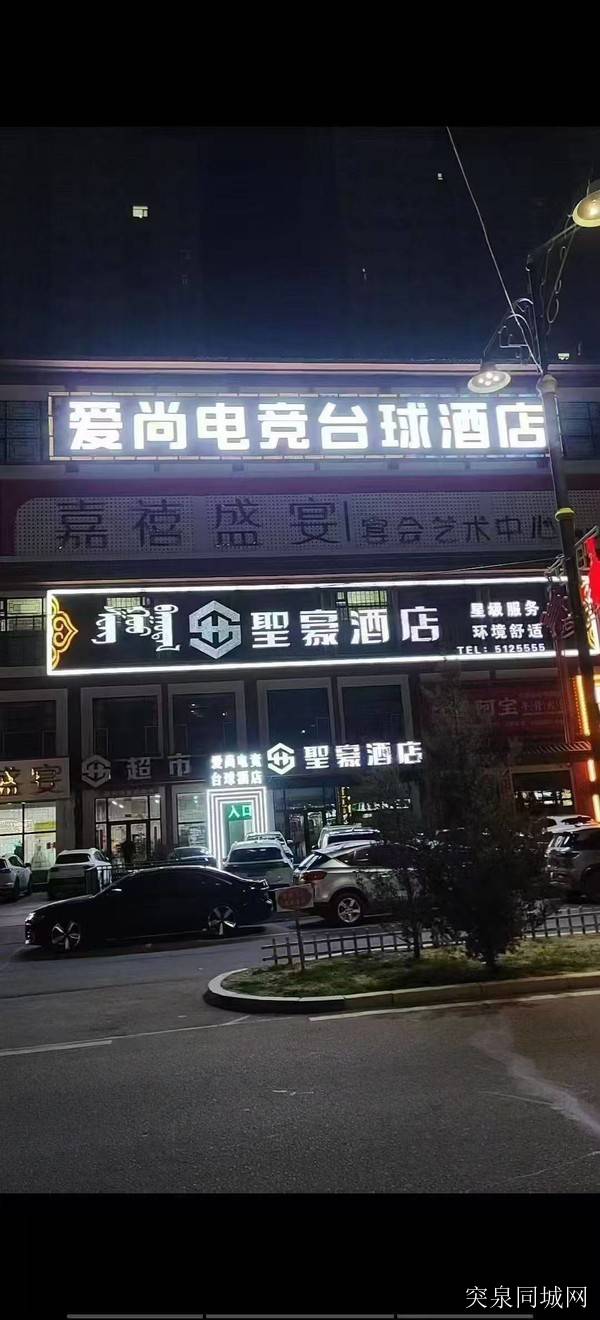 爱尚电竞台球酒店
嘉禧盛宴 宴会艺术中心
聖豪酒店
星级服务
环境舒适
TEL: 5125555
阿宝
盛宴
超市
爱尚电竞
台球酒店
聖豪酒店
入口
突泉同城网